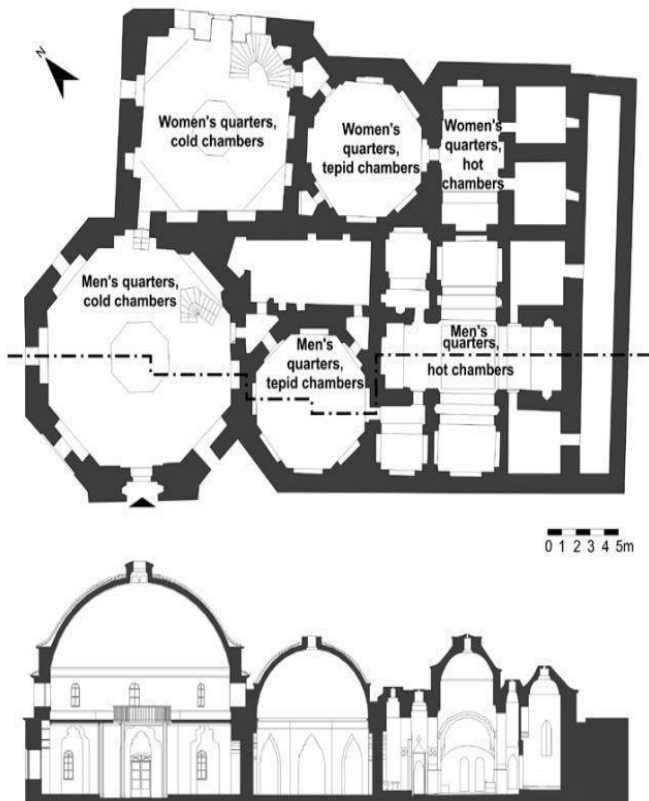 N
Women's quarters,
cold chambers
Women's
quarters,
tepid chambers
Women's
quarters,
hot
chambers
Men's quarters,
cold chambers
Men's
quarters,
tepid chambers
Men's
quarters,
hot chambers
0 1 2 3 4 5m